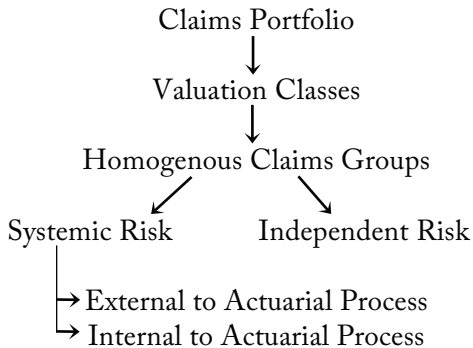 Claims Portfolio
Valuation Classes
Homogenous Claims Groups
Systemic Risk
Independent Risk
External to Actuarial Process
Internal to Actuarial Process